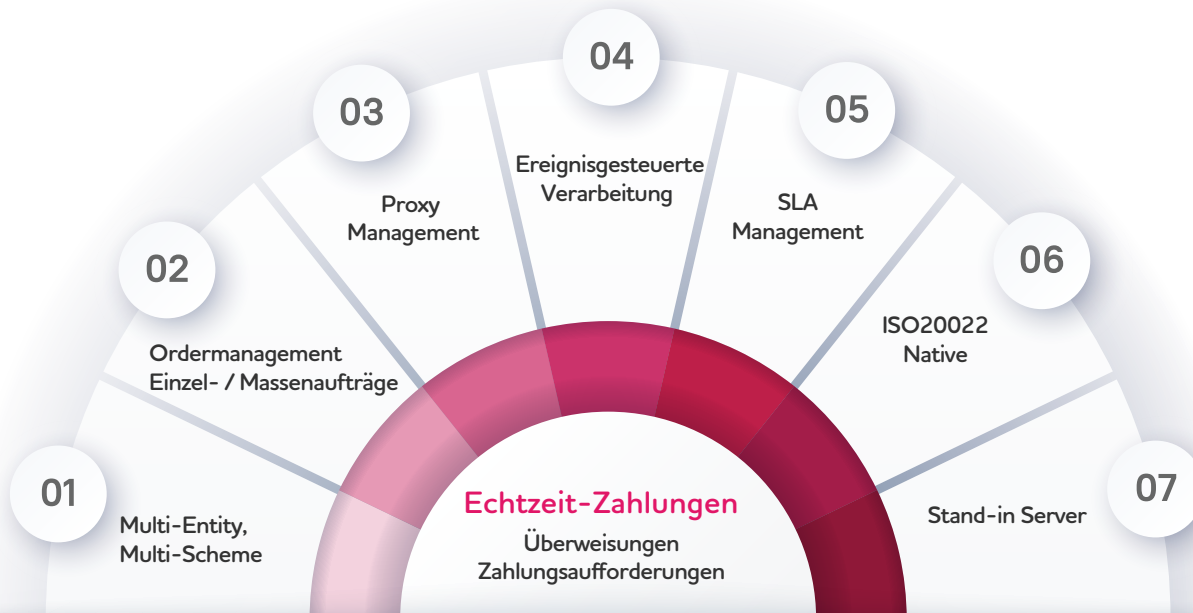 01
Multi-Entity,
Multi-Scheme
02
Ordermanagement
Einzel- / Massenaufträge
03
Proxy
Management
04
Ereignisgesteuerte
Verarbeitung
05
SLA
Management
06
ISO20022
Native
07
Stand-in Server
Echtzeit-Zahlungen
Überweisungen
Zahlungsaufforderungen